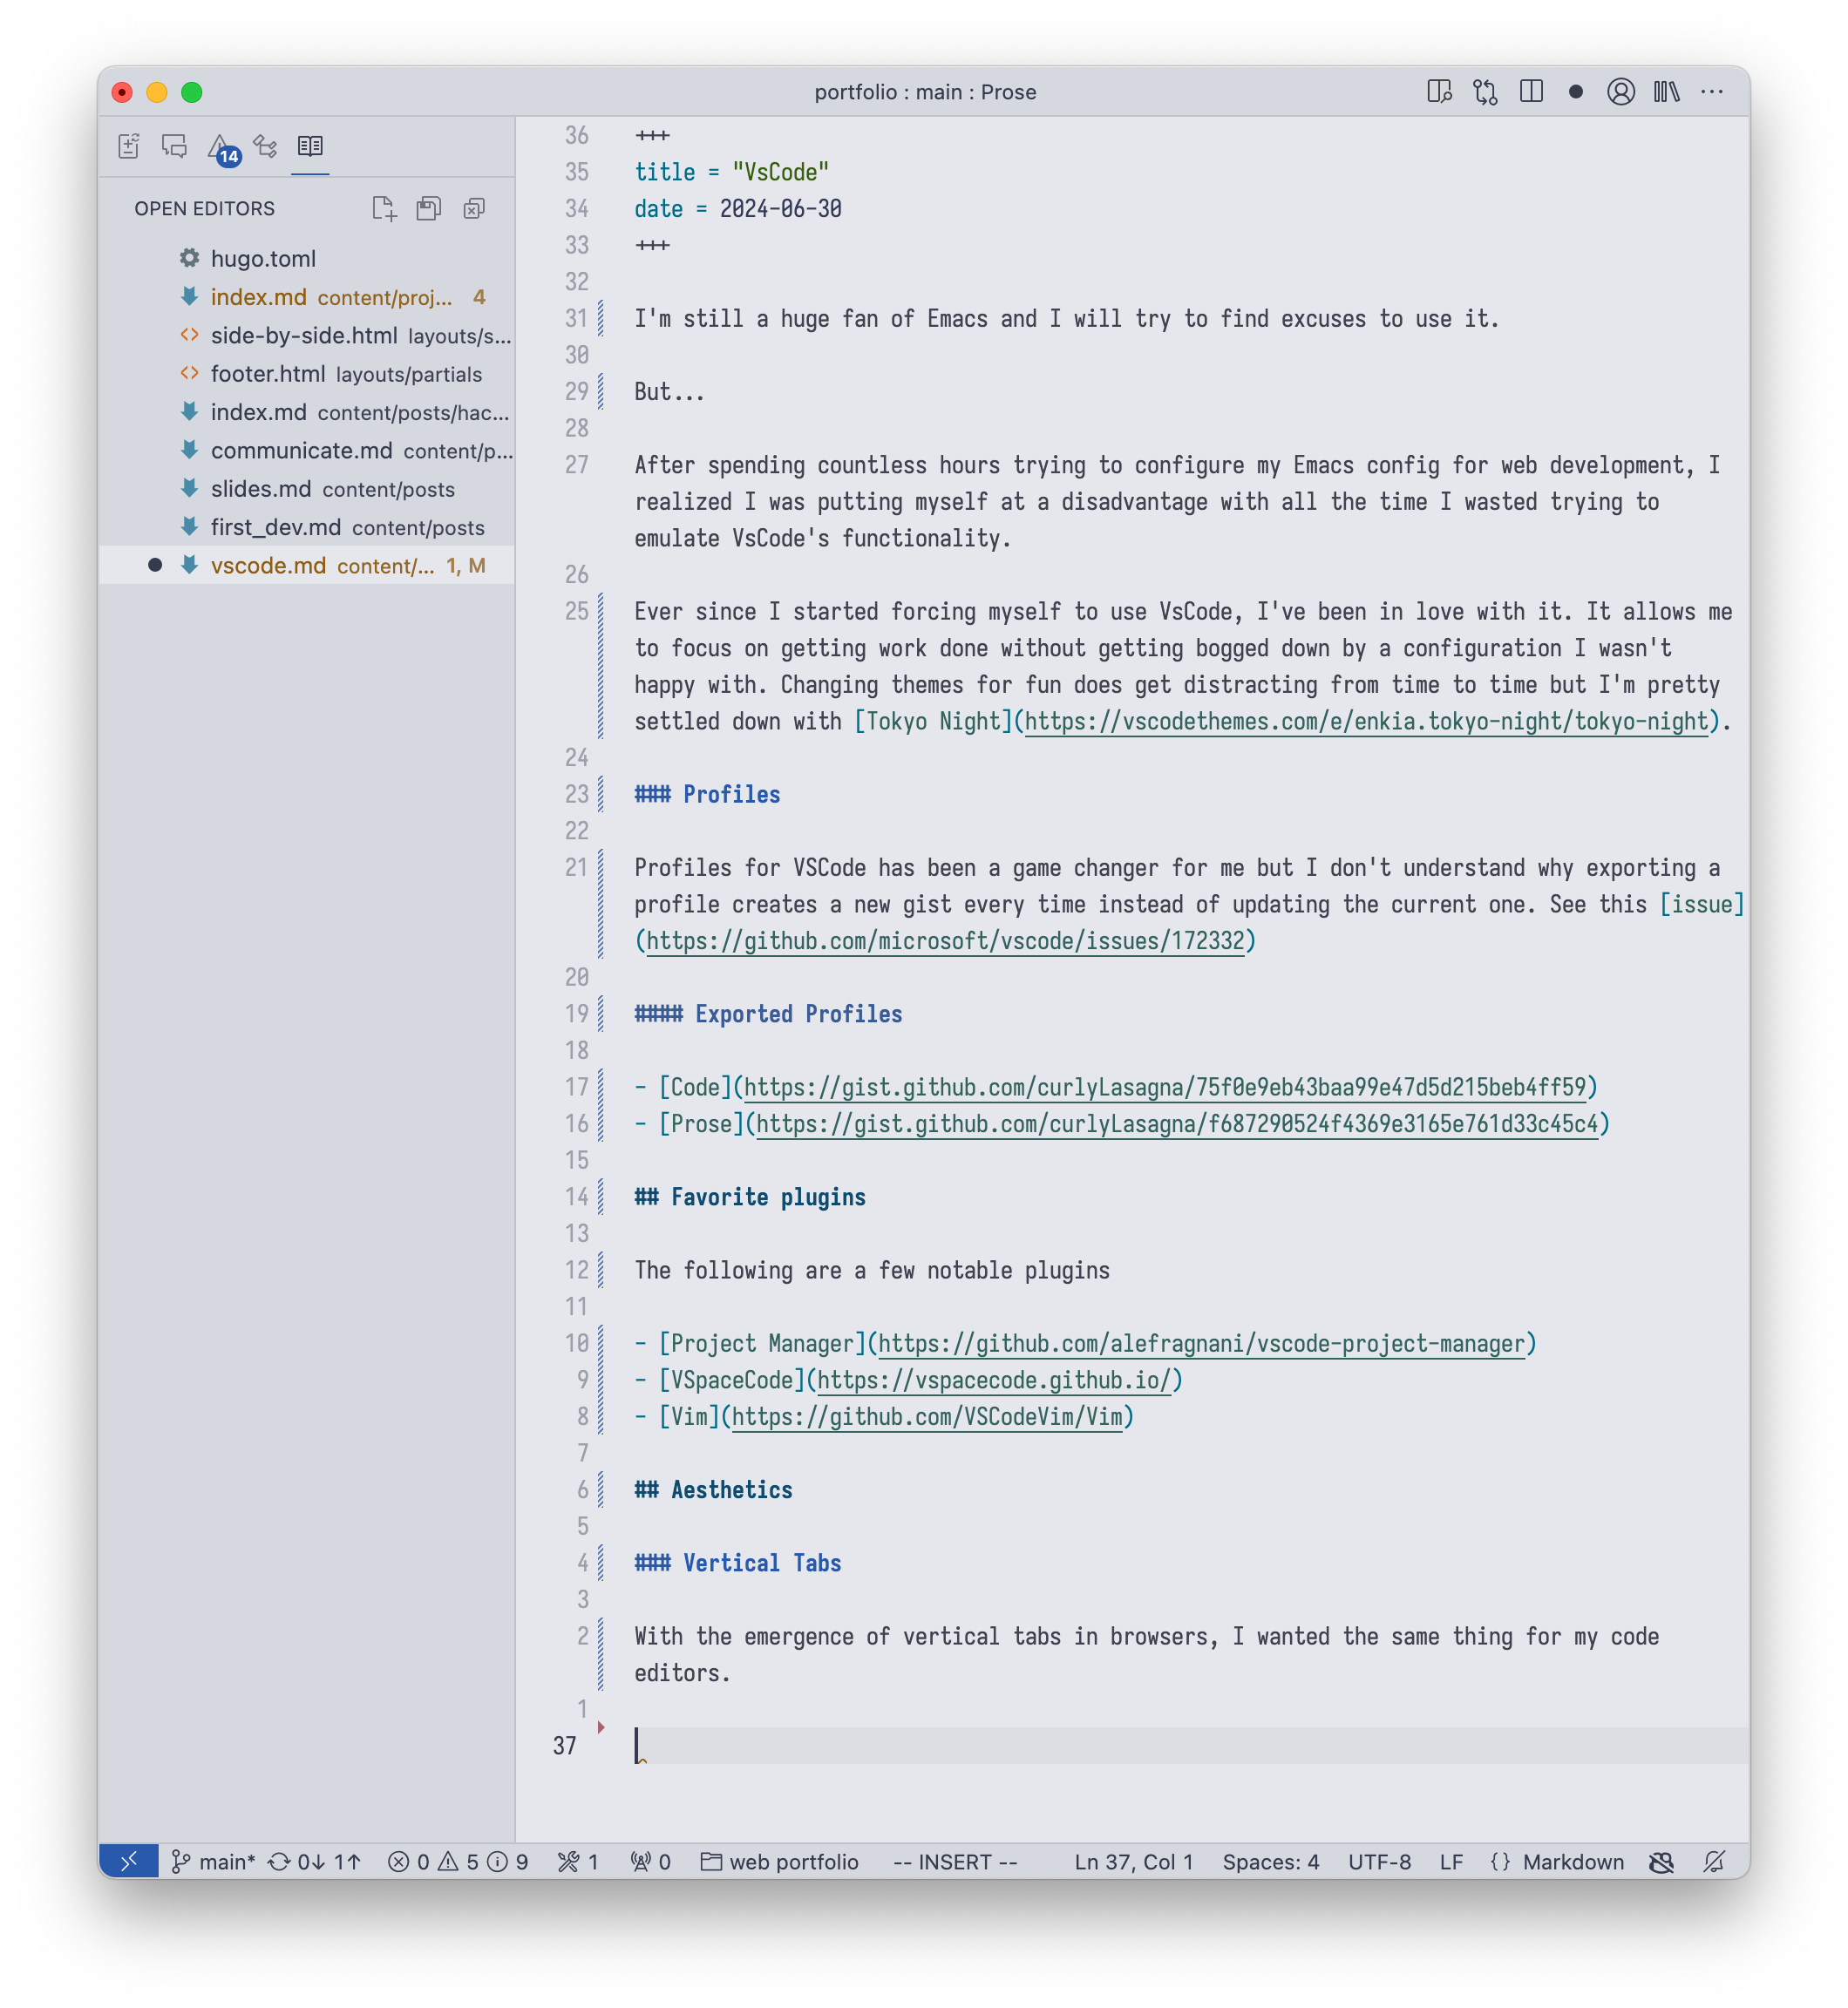 portfolio : main : Prose
14
OPEN EDITORS
hugo.toml
index.md content/proj... 4
side-by-side.html layouts/s...
footer.html layouts/partials
index.md content/posts/hac...
communicate.md content/p...
slides.md content/posts
first_dev.md content/posts
vscode.md content/... 1, M
36 +++
35 title = "VsCode"
34 date = 2024-06-30
33 +++
32
31 I'm still a huge fan of Emacs and I will try to find excuses to use it.
30
29 But...
28
27 After spending countless hours trying to configure my Emacs config for web development, I
realized I was putting myself at a disadvantage with all the time I wasted trying to
emulate VsCode's functionality.
26
25 Ever since I started forcing myself to use VsCode, I've been in love with it. It allows me
to focus on getting work done without getting bogged down by a configuration I wasn't
happy with. Changing themes for fun does get distracting from time to time but I'm pretty
settled down with [Tokyo Night](https://vscodethemes.com/e/enkia.tokyo-night/tokyo-night).
24
23 ### Profiles
22
21 Profiles for VSCode has been a game changer for me but I don't understand why exporting a
profile creates a new gist every time instead of updating the current one. See this [issue]
(https://github.com/microsoft/vscode/issues/172332)
20
19 #### Exported Profiles
18
17 - [Code](https://gist.github.com/curlyLasagna/75f0e9eb43baa99e47d5d215beb4ff59)
16 - [Prose](https://gist.github.com/curlyLasagna/f687290524f4369e3165e761d33c45c4)
15
14 ## Favorite plugins
13
12 The following are a few notable plugins
11
10 - [Project Manager](https://github.com/alefragnani/vscode-project-manager)
9 - [VSpaceCode](https://vspacecode.github.io/)
8 - [Vim](https://github.com/VSCodeVim/Vim)
7
6 ## Aesthetics
5
4 ### Vertical Tabs
3
2 With the emergence of vertical tabs in browsers, I wanted the same thing for my code
editors.
1
37
main* 0↓ 1↑ 0 5 9 1 0 web portfolio -- INSERT -- Ln 37, Col 1 Spaces: 4 UTF-8 LF {} Markdown